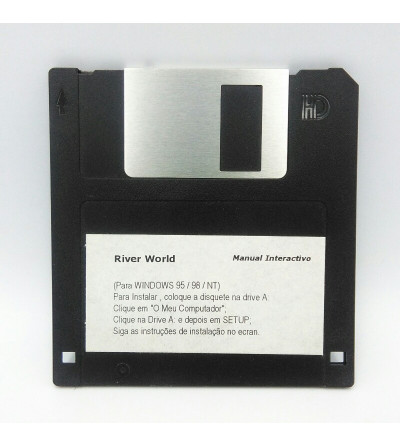 HD
River World Manual Interactivo
(Para WINDOWS 95 / 98 / NT)
Para Instalar , coloque a disquete na drive A:
Clique em "O Meu Computador",
Clique na Drive A: e depois em SETUP,
Siga as instruções de instalação no ecran.